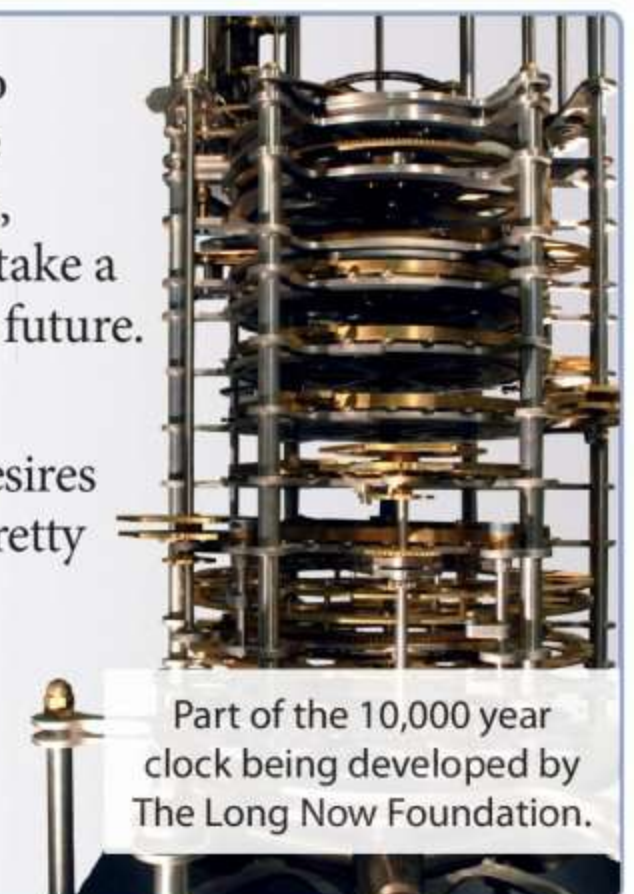 take a
future.
Part of the 10,000 year
clock being developed by
The Long Now Foundation.